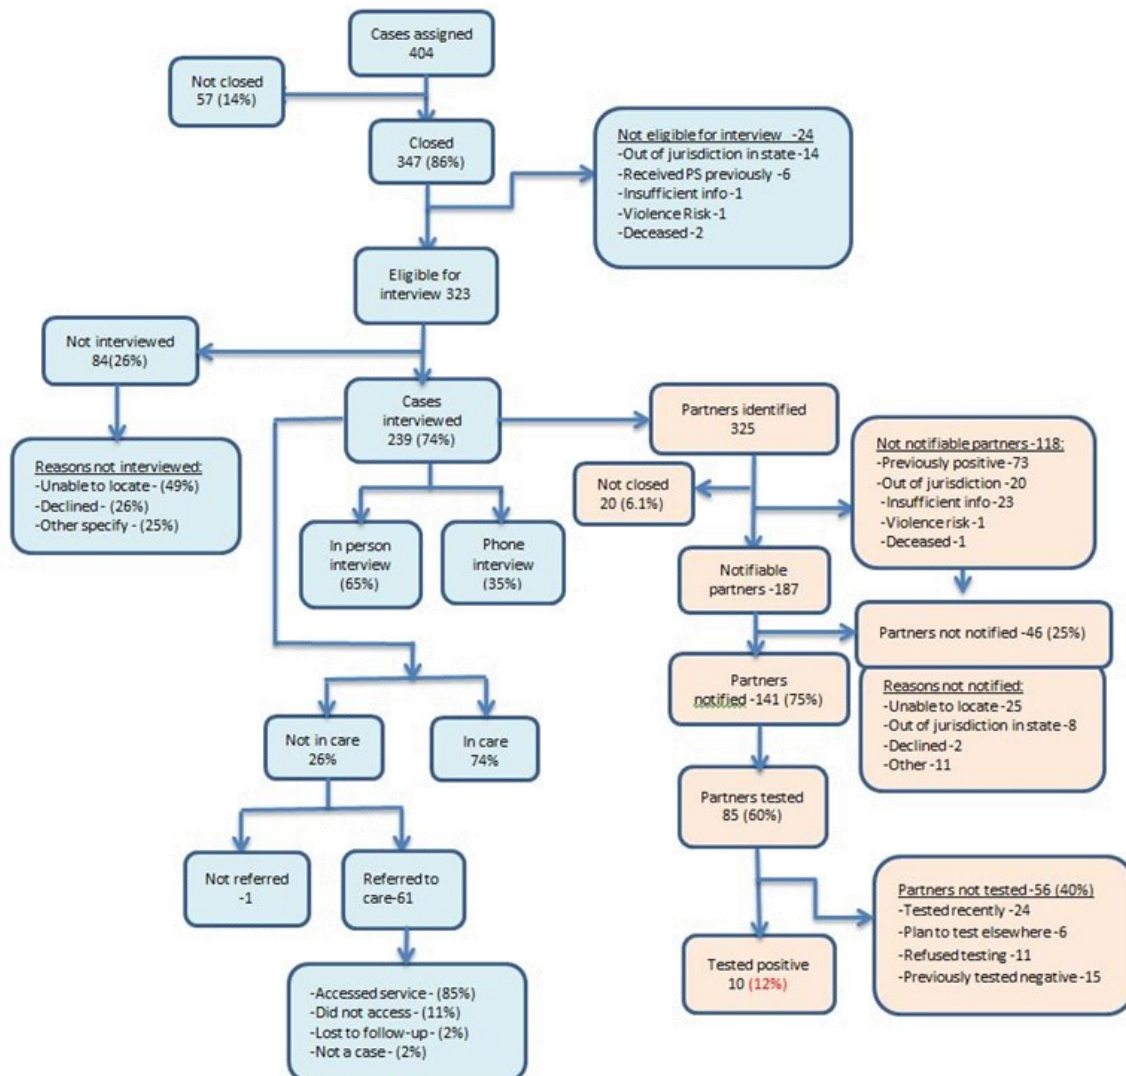 Cases assigned
404
Not closed
57 (14%)
Closed
347 (86%)
Not eligible for interview -24
-Out of jurisdiction in state -14
-Received PS previously -6
-Insufficient info -1
-Violence Risk -1
-Deceased -2
Eligible for
interview 323
Not interviewed
84(26%)
Reasons not interviewed:
-Unable to locate - (49%)
-Declined - (26%)
-Other specify - (25%)
Cases
interviewed
239 (74%)
In person
interview
(65%)
Phone
interview
(35%)
Partners identified
325
Not closed
20 (6.1%)
Not notifiable partners -118:
-Previously positive -73
-Out of jurisdiction -20
-Insufficient info -23
-Violence risk -1
-Deceased -1
Notifiable
partners -187
Partners not notified -46 (25%)
Reasons not notified:
-Unable to locate -25
-Out of jurisdiction in state -8
-Declined -2
-Other -11
Partners
notified -141 (75%)
Not in care
26%
In care
74%
Partners tested
85 (60%)
Not referred
-1
Referred to
care-61
-Accessed service - (85%)
-Did not access - (11%)
-Lost to follow-up - (2%)
-Not a case - (2%)
Partners not tested -56 (40%)
-Tested recently -24
-Plan to test elsewhere -6
-Refused testing -11
-Previously tested negative -15
Tested positive
10 (12%)